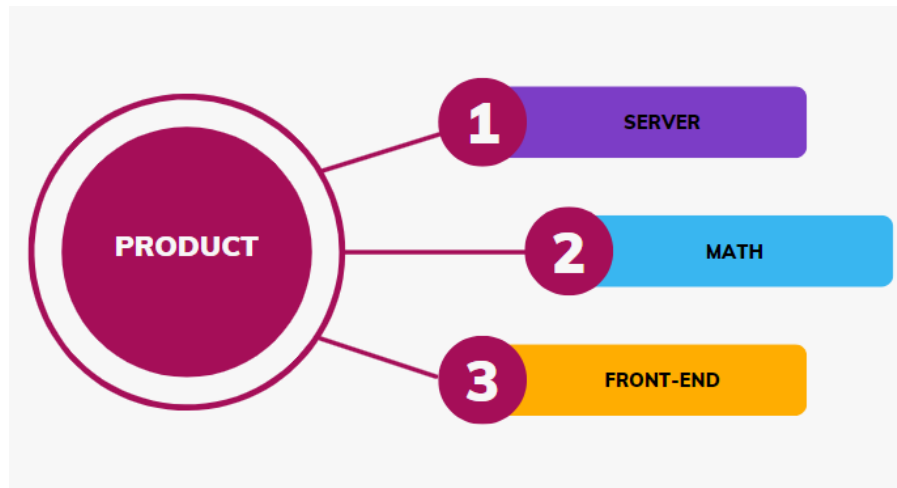 PRODUCT
1
SERVER
2
MATH
3
FRONT-END